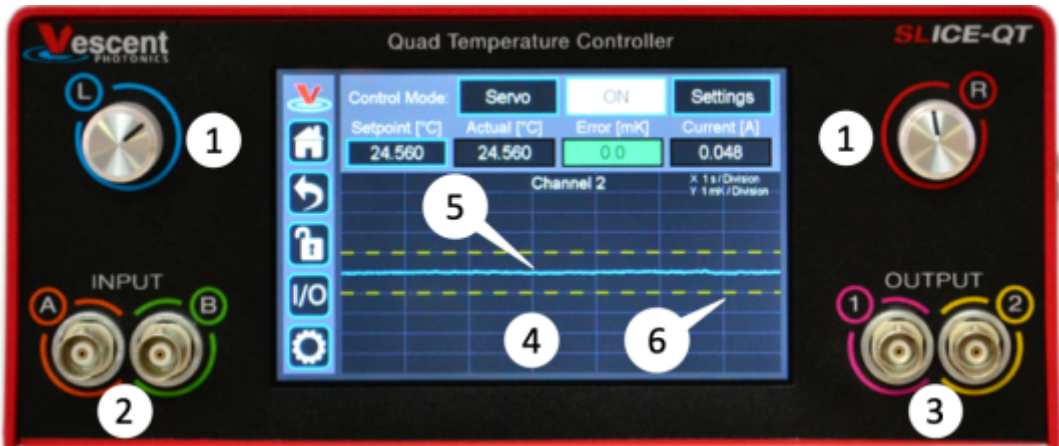 Vescent
PHOTONICS
Quad Temperature Controller
SLICE-QT
L
R
Control Mode: Servo ON Settings
Setpoint [°C] Actual [°C] Error [mK] Current [A]
24.560 24.560 0.0 0.048
Channel 2
X 1 s / Division
Y 1 mK / Division
1
1
5
I/O
4
6
INPUT
A B
OUTPUT
1 2
2
3